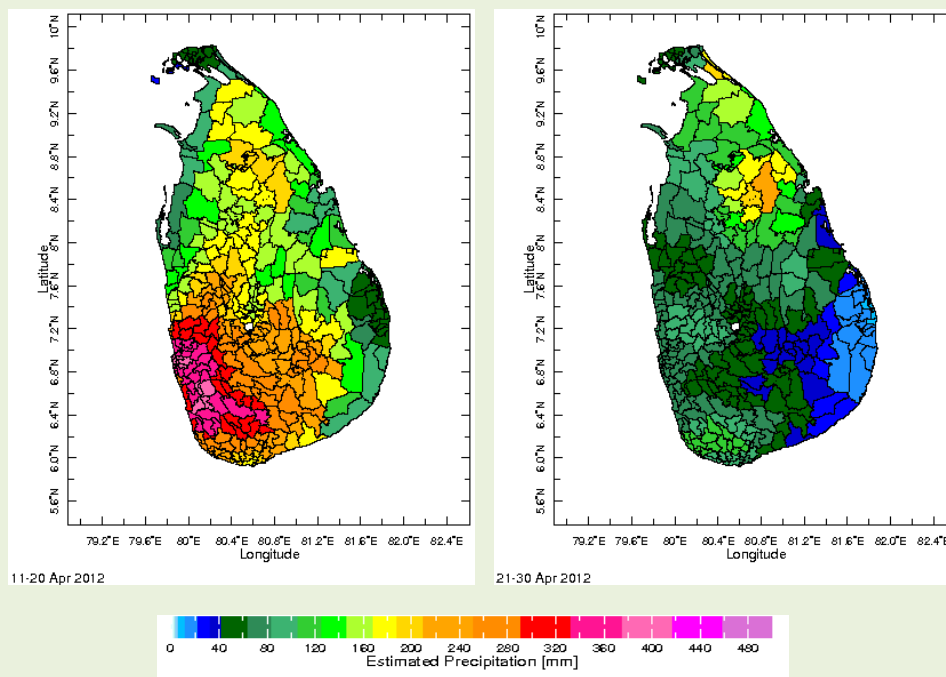 10°N
9.6°N
9.2°N
8.8°N
8.4°N
8°N
7.6°N
7.2°N
6.8°N
6.4°N
6.0°N
5.6°N
Latitude
79.2°E 79.6°E 80°E 80.4°E 80.8°E 81.2°E 81.6°E 82.0°E 82.4°E
Longitude
11-20 Apr 2012
10°N
9.6°N
9.2°N
8.8°N
8.4°N
8°N
7.6°N
7.2°N
6.8°N
6.4°N
6.0°N
5.6°N
Latitude
79.2°E 79.6°E 80°E 80.4°E 80.8°E 81.2°E 81.6°E 82.0°E 82.4°E
Longitude
21-30 Apr 2012
0 40 80 120 160 200 240 280 320 360 400 440 480
Estimated Precipitation [mm]